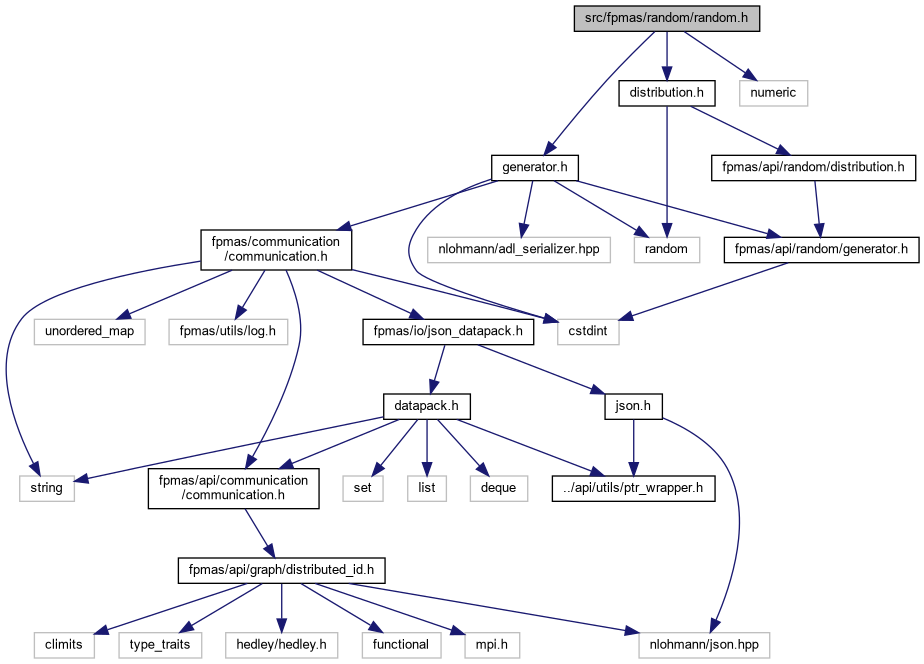 src/fpmas/random/random.h
distribution.h
numeric
generator.h
fpmas/api/random/distribution.h
fpmas/communication
/communication.h
nlohmann/adl_serializer.hpp
random
fpmas/api/random/generator.h
unordered_map
fpmas/utils/log.h
fpmas/io/json_datapack.h
cstdint
datapack.h
json.h
string
fpmas/api/communication
/communication.h
set
list
deque
../api/utils/ptr_wrapper.h
fpmas/api/graph/distributed_id.h
climits
type_traits
hedley/hedley.h
functional
mpi.h
nlohmann/json.hpp